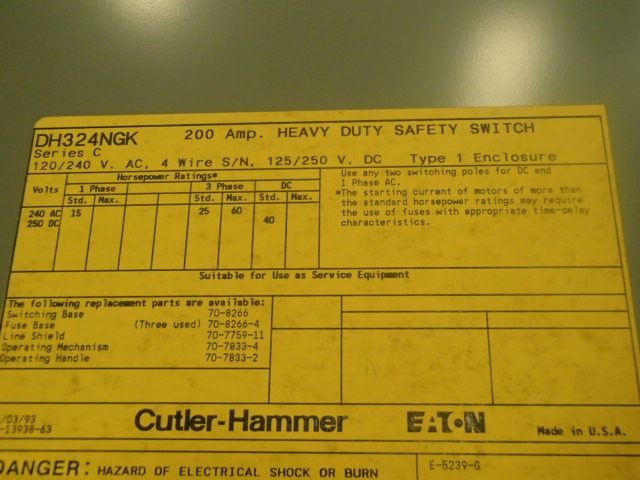 DH324NGK 200 Amp. HEAVY DUTY SAFETY SWITCH
Series C
120/240 V. AC, 4 Wire S/N, 125/250 V. DC Type 1 Enclosure
Horsepower Ratings*
Volts 1 Phase 3 Phase DC
Std. Max. Std. Max. Std. Max.
240 AC 15 25 60
250 DC 40
Use any two switching poles for DC and
1 Phase AC.
*The starting current of motors of more than
the standard horsepower ratings may require
the use of fuses with appropriate time-delay
characteristics.
Suitable for Use as Service Equipment
The following replacement parts are available:
Switching Base 70-8266
Fuse Base (Three used) 70-8266-4
Line Shield 70-7759-11
Operating Mechanism 70-7833-4
Operating Handle 70-7833-2
/03/93
-13938-63
Cutler-Hammer EATON Made in U.S.A.
DANGER: HAZARD OF ELECTRICAL SHOCK OR BURN
E-5239-G